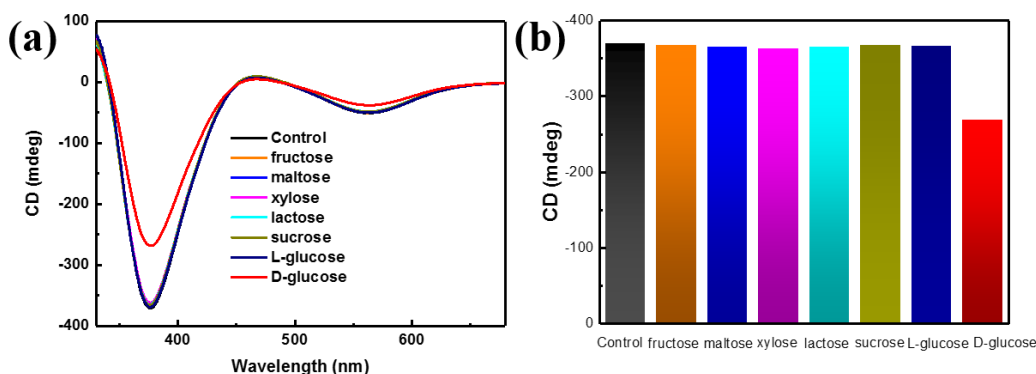 (a)
CD (mdeg)
100
0
-100
-200
-300
-400
400
500
600
Wavelength (nm)
Control
fructose
maltose
xylose
lactose
sucrose
L-glucose
D-glucose
(b)
CD (mdeg)
-400
-300
-200
-100
-0
Control
fructose
maltose
xylose
lactose
sucrose
L-glucose
D-glucose